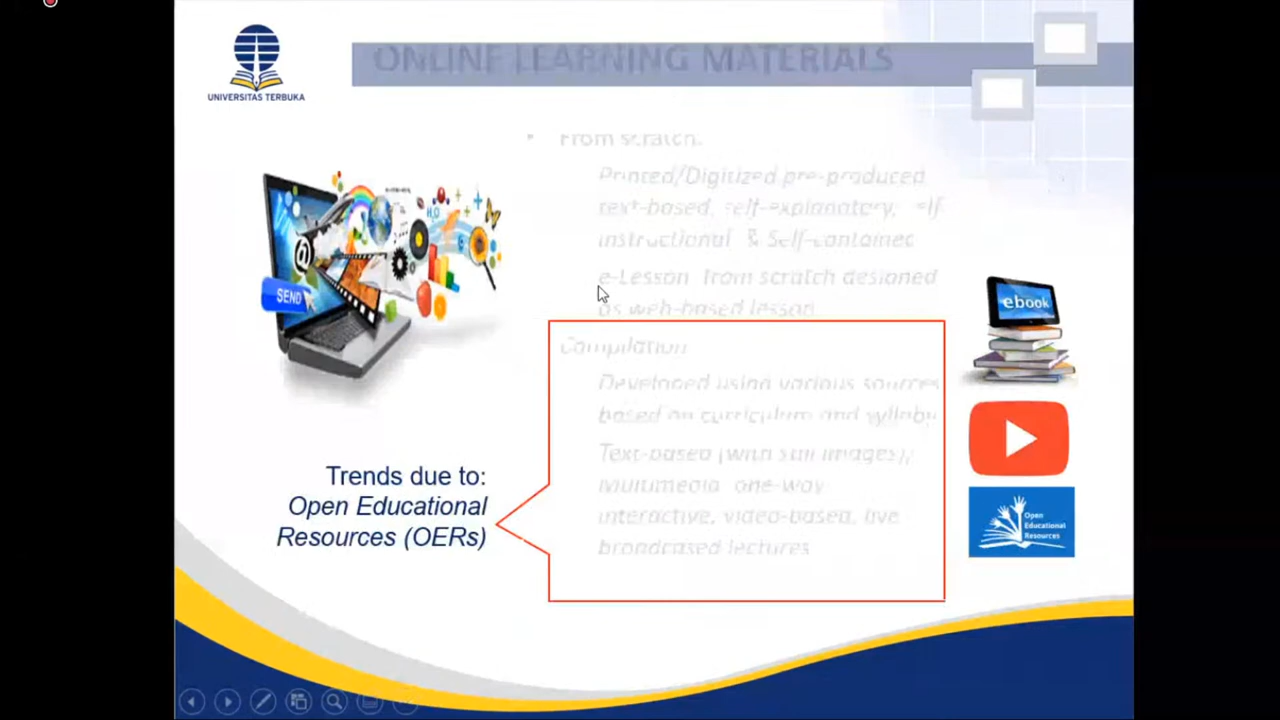 UNIVERSITAS TERBUKA
ONLINE LEARNING MATERIALS
From scratch:
Printed/Digitized pre-produced
text-based, self-explanatory,
instructional & Self-contained
e-Lesson from scratch designed
as web-based lesson
Compilation
Developed using various sources
based on curriculum and
Text-based (with still images),
Multimedia one-way
interactive, video-based, live
lectures
@
H₂O
SEND
ebook
Trends due to:
Open Educational
Resources (OERs)
Open
Educational
Resources